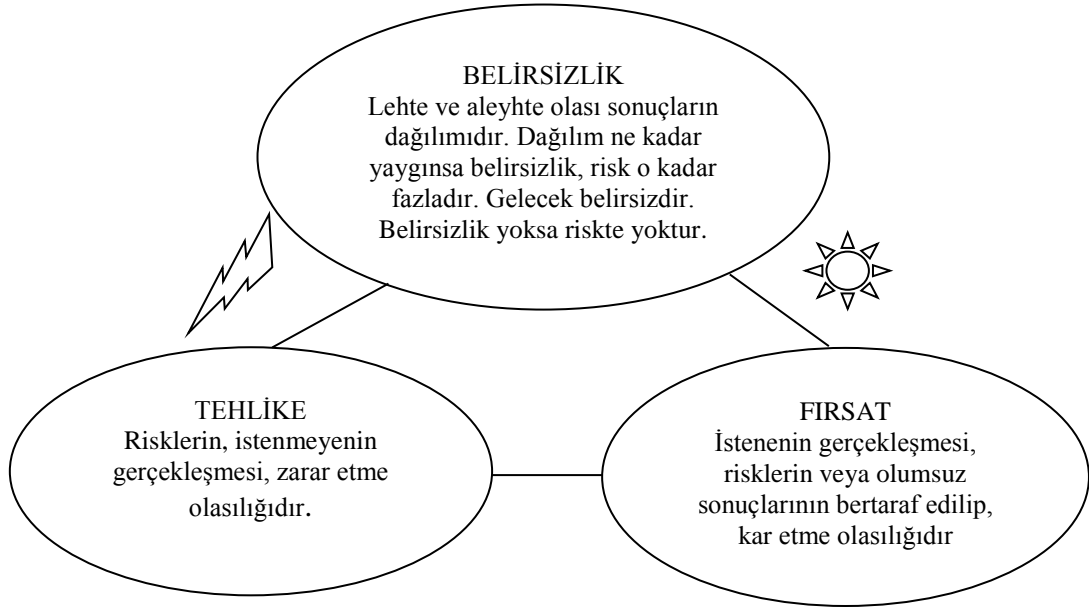 BELİRSİZLİK
Lehte ve aleyhte olası sonuçların
dağılımıdır. Dağılım ne kadar
yaygınsa belirsizlik, risk o kadar
fazladır. Gelecek belirsizdir.
Belirsizlik yoksa riskte yoktur.
TEHLİKE
Risklerin, istenmeyenin
gerçekleşmesi, zarar etme
olasılığıdır.
FIRSAT
İstenenin gerçekleşmesi,
risklerin veya olumsuz
sonuçlarının bertaraf edilip,
kar etme olasılığıdır